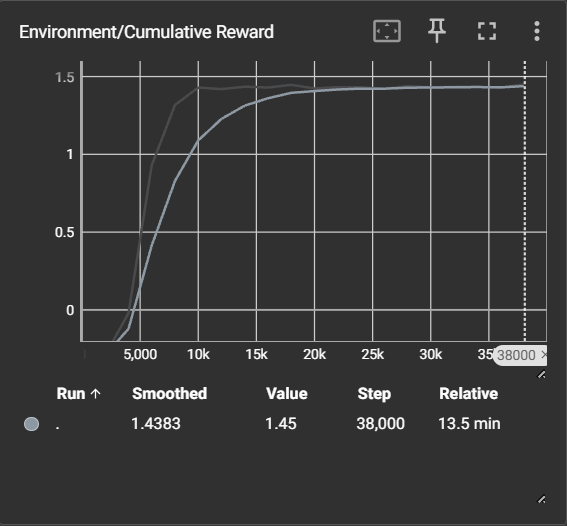 Environment/Cumulative Reward
1.5
1
0.5
0
5,000 10k 15k 20k 25k 30k 35 38000 ×
Run ↑ Smoothed Value Step Relative
. 1.4383 1.45 38,000 13.5 min